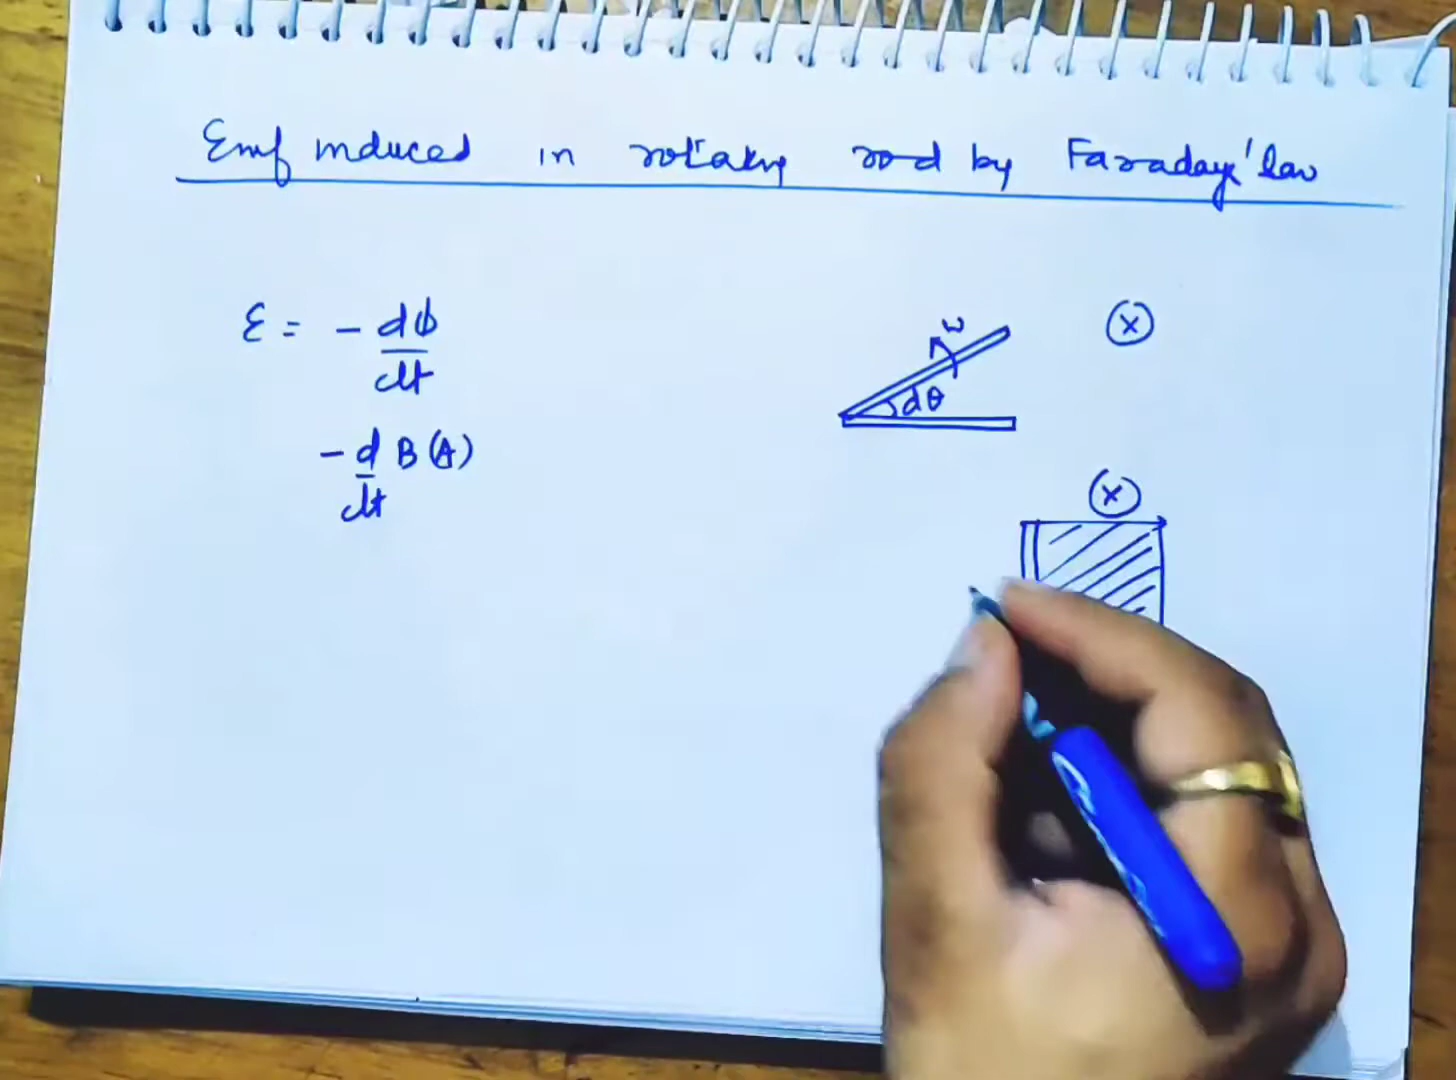 Emf induced in rotating rod by Faraday's law
ε = - dϕ/dt
- d/dt B(A)
ω
dθ